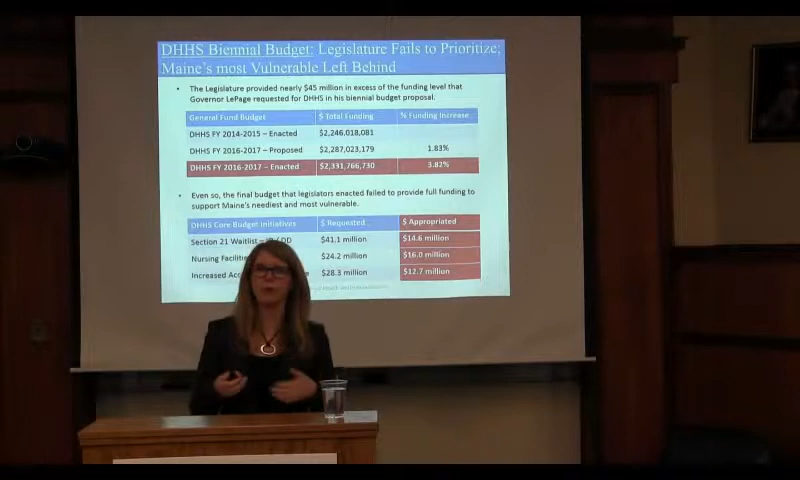 DHHS Biennial Budget: Legislature Fails to Prioritize;
Maine's most Vulnerable Left Behind
• The Legislature provided nearly $45 million in excess of the funding level that
Governor LePage requested for DHHS in his biennial budget proposal.
General Fund Budget $ Total Funding % Funding Increase
DHHS FY 2014-2015 – Enacted $2,246,018,081
DHHS FY 2016-2017 – Proposed $2,287,023,179 1.83%
DHHS FY 2016-2017 – Enacted $2,331,766,730 3.82%
• Even so, the final budget that legislators enacted failed to provide full funding to
support Maine's neediest and most vulnerable.
DHHS Core Budget Initiatives $ Requested $ Appropriated
Section 21 Waitlist – DD $41.1 million $14.6 million
Nursing $24.2 million $16.0 million
Increased $28.3 million $12.7 million